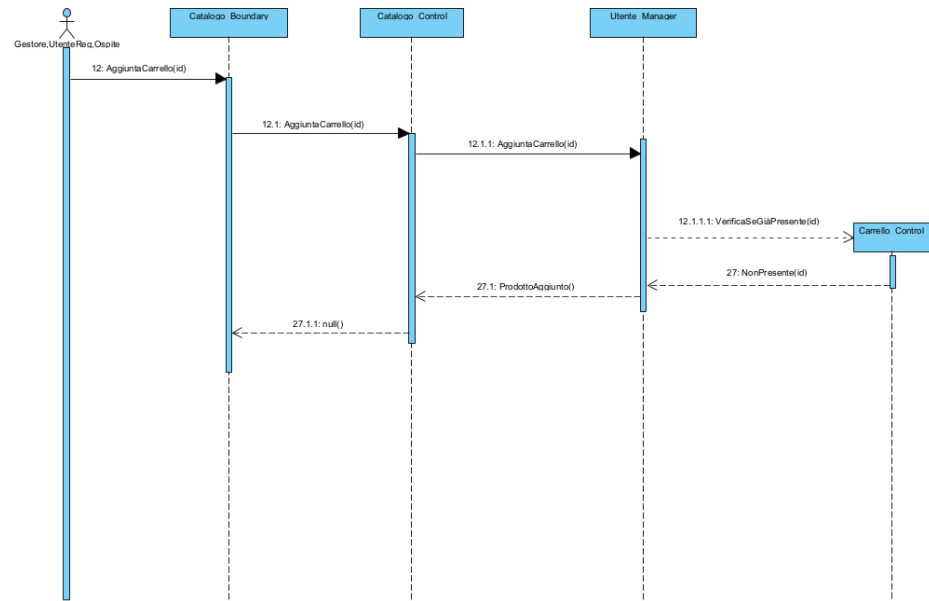 Catalogo Boundary
Catalogo Control
Utente Manager
Gestore,UtenteReg,Ospite
12: AggiuntaCarrello(id)
12.1: AggiuntaCarrello(id)
12.1.1: AggiuntaCarrello(id)
12.1.1.1: VerificaSeGiàPresente(id)
Carrello Control
27: NonPresente(id)
27.1: ProdottoAggiunto()
27.1.1: null()